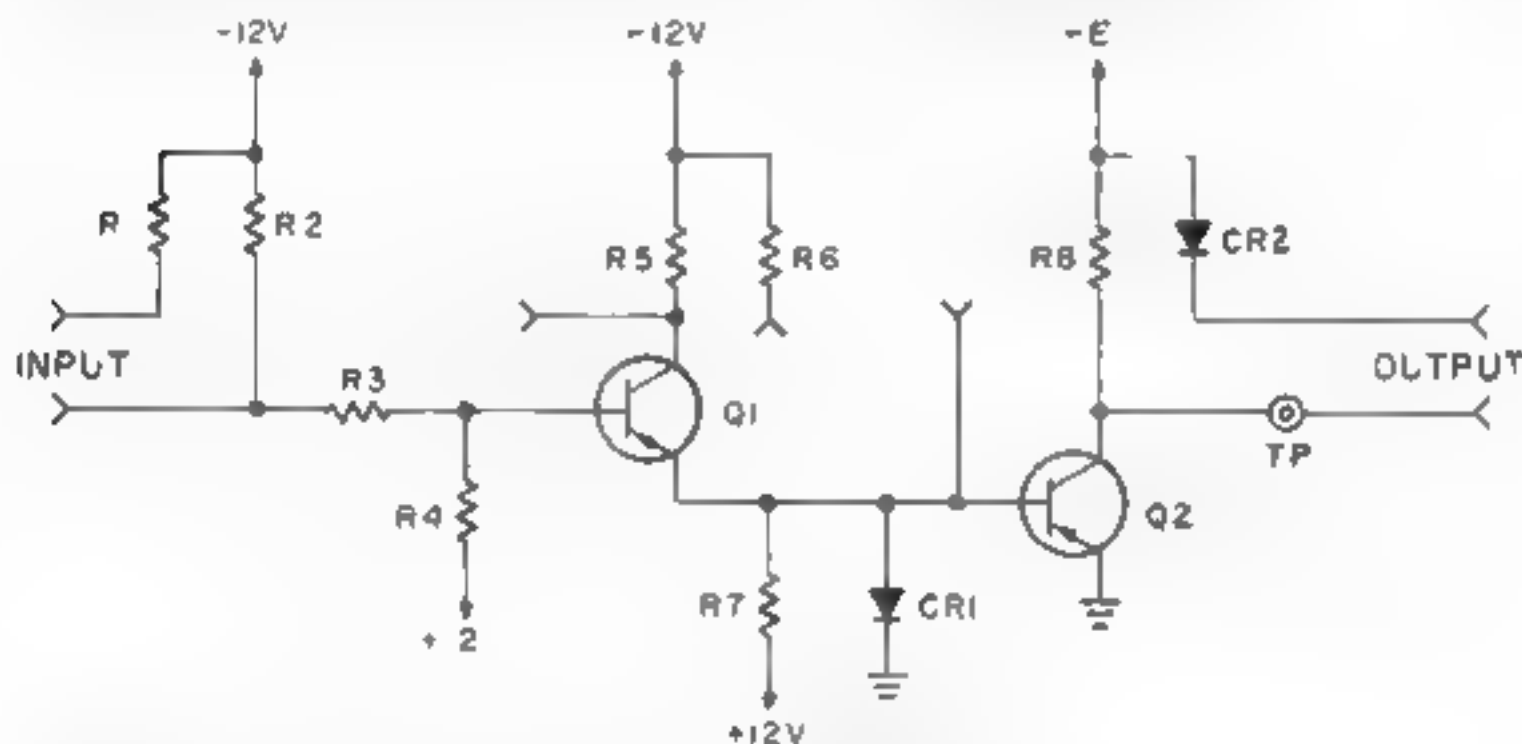 -12V
-12V
-E
R
R2
R5
R6
R8
CR2
INPUT
OUTPUT
R3
Q1
TP
R4
Q2
R7
CR1
+ 2
+12V